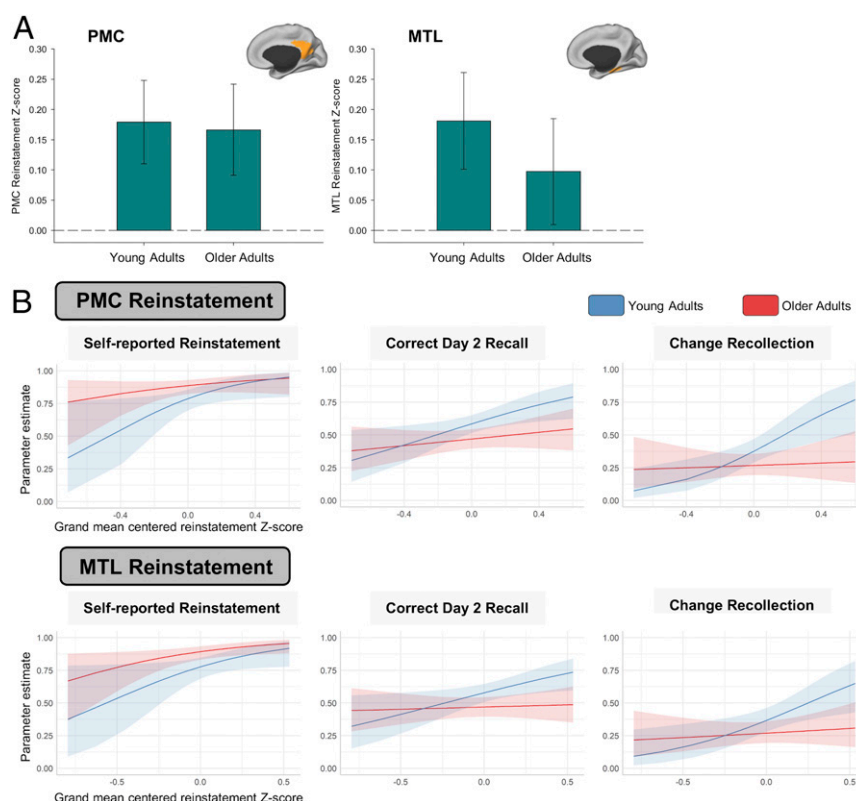 A
PMC
MTL
PMC Reinstatement Z-score
0.30
0.25
0.20
0.15
0.10
0.05
0.00
Young Adults Older Adults
MTL Reinstatement Z-score
0.30
0.25
0.20
0.15
0.10
0.05
0.00
Young Adults Older Adults
B
PMC Reinstatement
Young Adults Older Adults
Self-reported Reinstatement
Correct Day 2 Recall
Change Recollection
Parameter estimate
1.00
0.75
0.50
0.25
0.00
-0.4 0.0 0.4
Grand mean centered reinstatement Z-score
1.00
0.75
0.50
0.25
0.00
-0.4 0.0 0.4
1.00
0.75
0.50
0.25
0.00
-0.4 0.0 0.4
MTL Reinstatement
Self-reported Reinstatement
Correct Day 2 Recall
Change Recollection
Parameter estimate
1.00
0.75
0.50
0.25
0.00
-0.5 0.0 0.5
Grand mean centered reinstatement Z-score
1.00
0.75
0.50
0.25
0.00
-0.5 0.0 0.5
1.00
0.75
0.50
0.25
0.00
-0.5 0.0 0.5